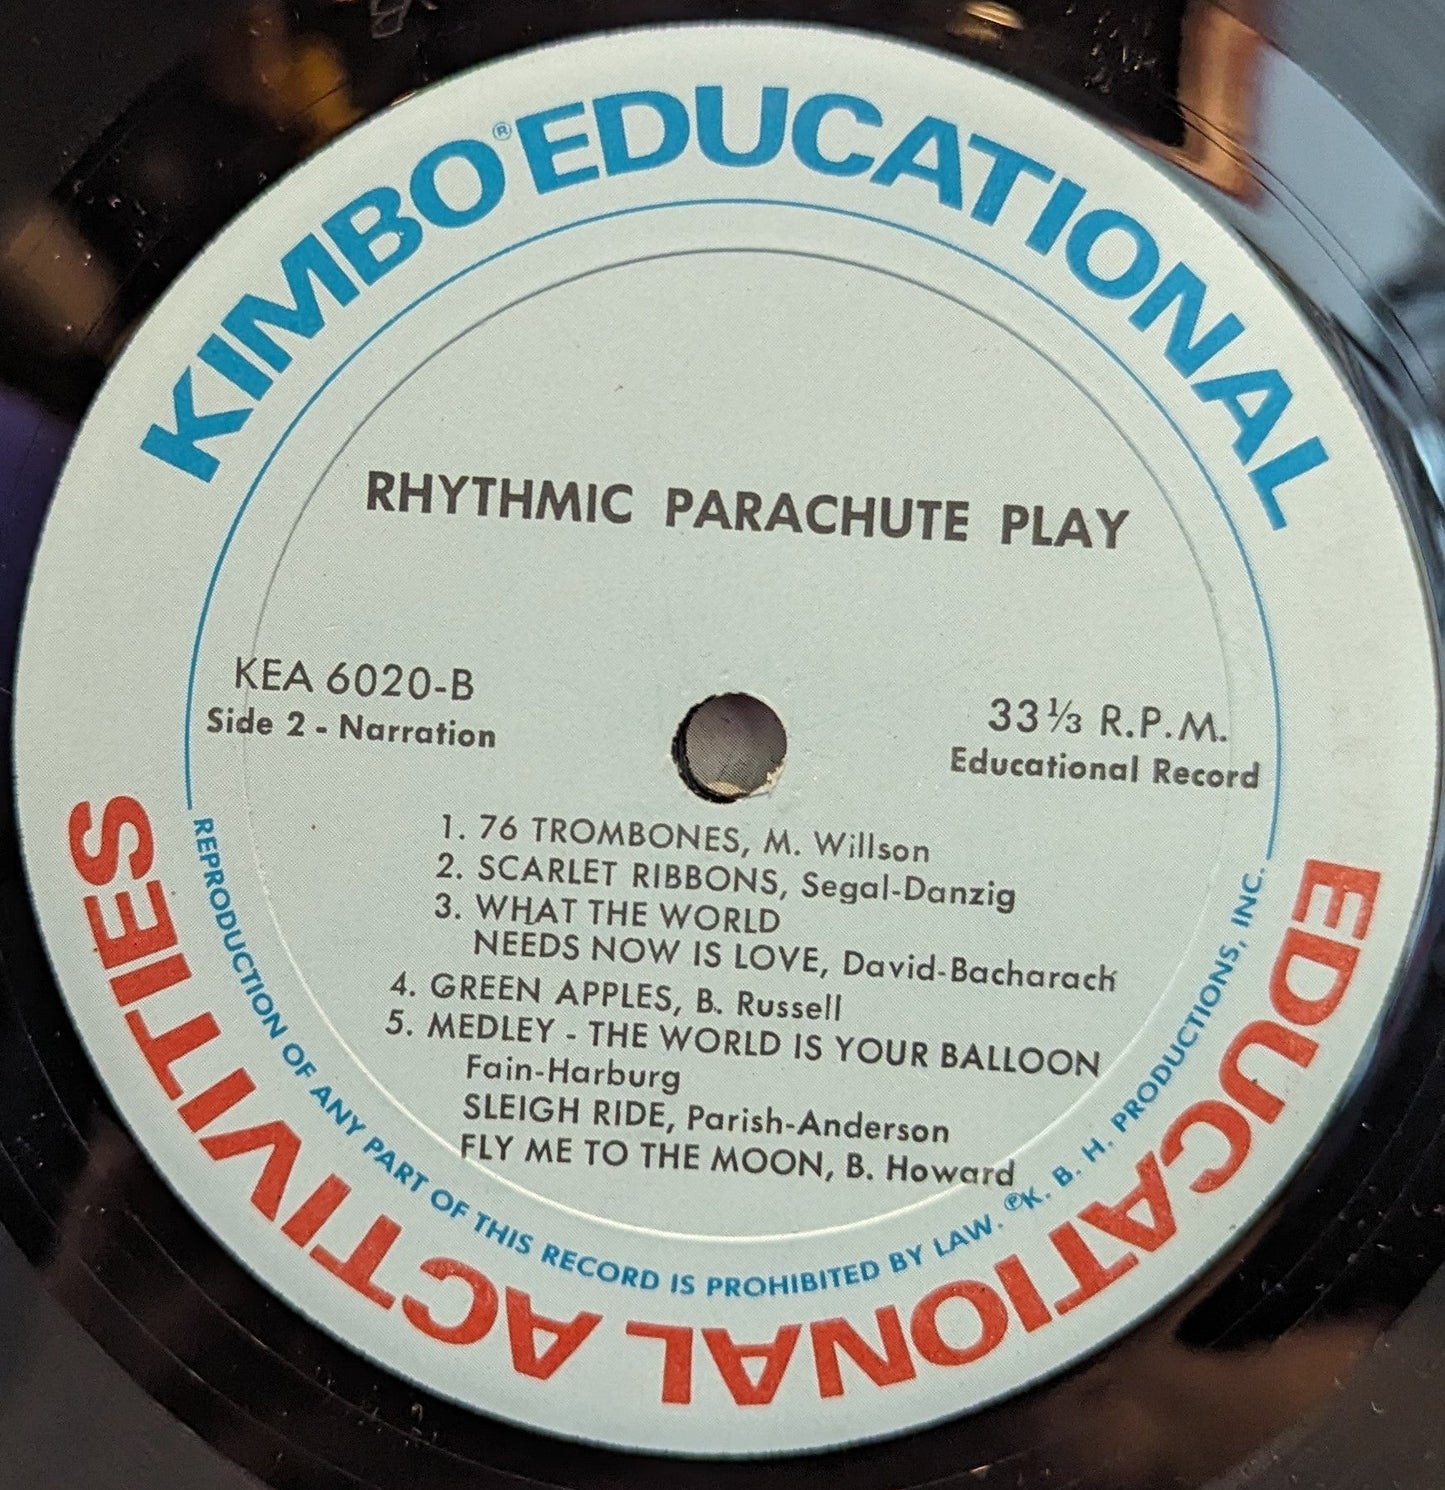 KIMBO® EDUCATIONAL
RHYTHMIC PARACHUTE PLAY
KEA 6020-B
Side 2 - Narration
33 ⅓ R.P.M.
Educational Record
1. 76 TROMBONES, M. Willson
2. SCARLET RIBBONS, Segal-Danzig
3. WHAT THE WORLD
NEEDS NOW IS LOVE, David-Bacharach
4. GREEN APPLES, B. Russell
5. MEDLEY - THE WORLD IS YOUR BALLOON
Fain-Harburg
SLEIGH RIDE, Parish-Anderson
FLY ME TO THE MOON, B. Howard
REPRODUCTION OF ANY PART OF THIS RECORD IS PROHIBITED BY LAW. ℗K. B. H. PRODUCTIONS, INC.
EDUCATIONAL ACTIVITIES